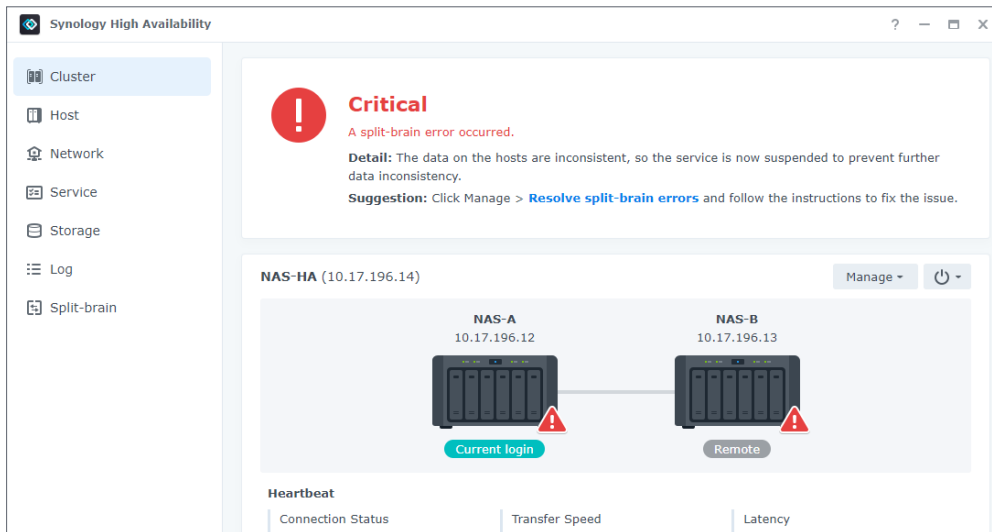 Synology High Availability
?
Cluster
Host
Network
Service
Storage
Log
Split-brain
Critical
A split-brain error occurred.
Detail: The data on the hosts are inconsistent, so the service is now suspended to prevent further
data inconsistency.
Suggestion: Click Manage > Resolve split-brain errors and follow the instructions to fix the issue.
NAS-HA (10.17.196.14)
Manage
NAS-A
10.17.196.12
Current login
NAS-B
10.17.196.13
Remote
Heartbeat
Connection Status
Transfer Speed
Latency